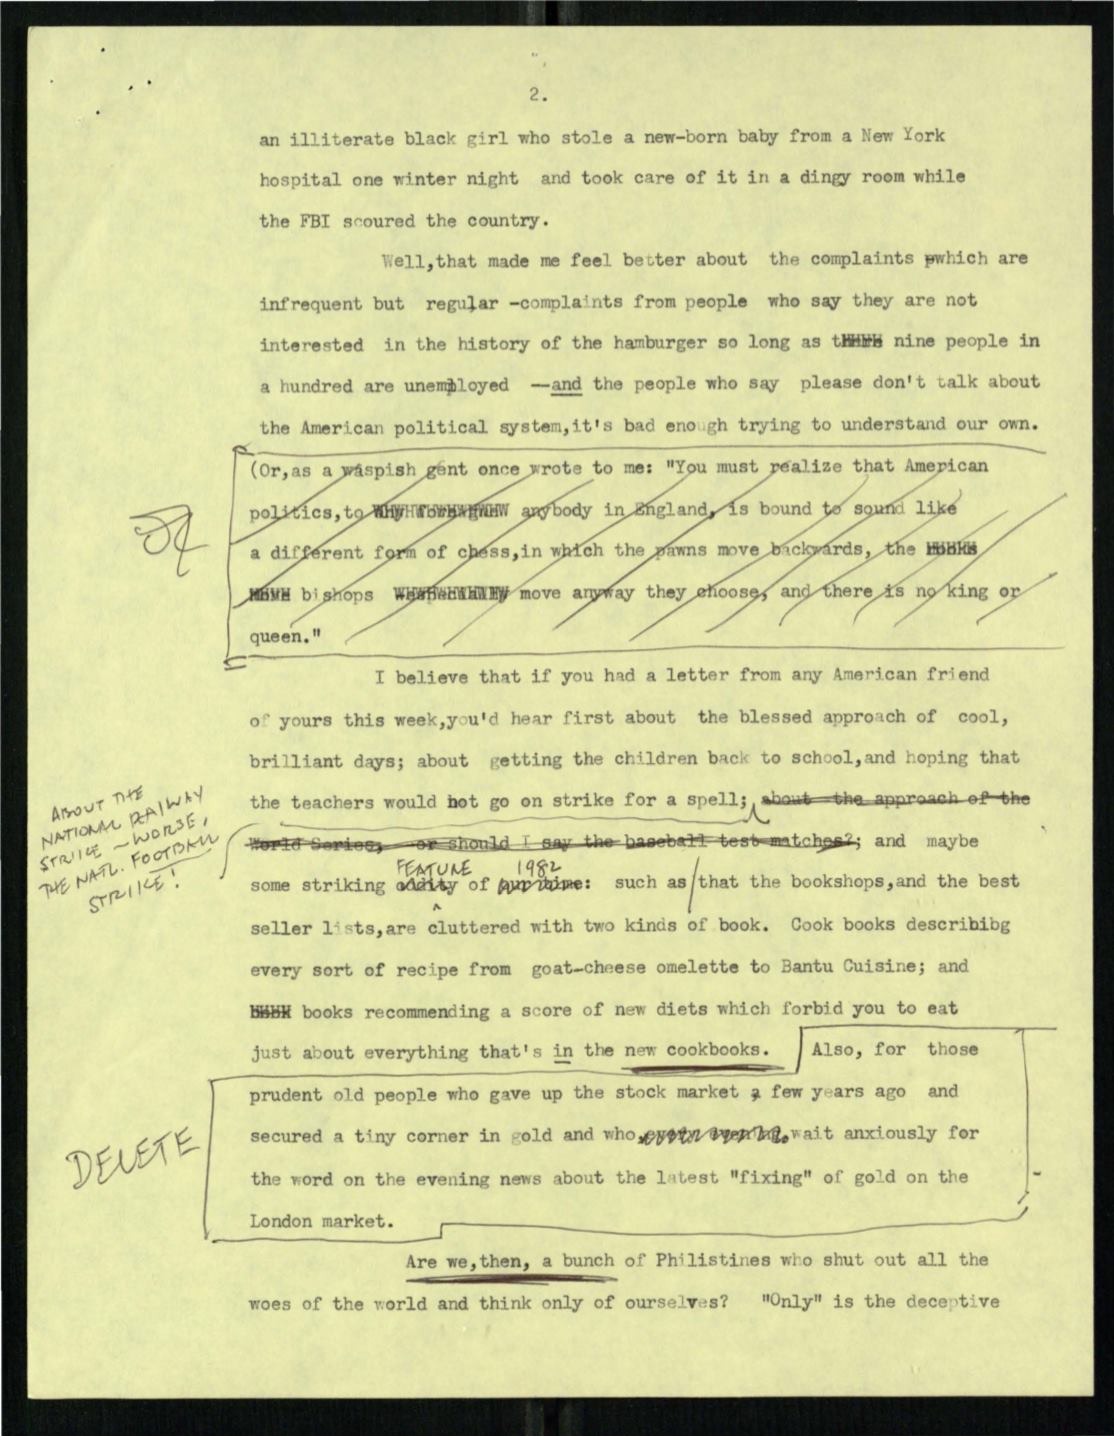 2.
an illiterate black girl who stole a new-born baby from a New York
hospital one winter night and took care of it in a dingy room while
the FBI scoured the country.
Well,that made me feel better about the complaints which are
infrequent but regular -complaints from people who say they are not
interested in the history of the hamburger so long as nine people in
a hundred are unemployed --and the people who say please don't talk about
the American political system,it's bad enough trying to understand our own.
(Or,as a waspish gent once wrote to me: "You must realize that American
politics,to anybody in England, is bound to sound like
a different form of chess,in which the pawns move backwards, the
bishops move anyway they choose, and there is no king or
queen."
I believe that if you had a letter from any American friend
of yours this week,you'd hear first about the blessed approach of cool,
brilliant days; about getting the children back to school,and hoping that
the teachers would not go on strike for a spell; about the approach of the
ABOUT THE
NATIONAL RAILWAY
STRIKE - WORSE,
THE NATL. FOOTBALL
STRIKE!
World Series, or should I say the baseball test matches?; and maybe
FEATURE 1982
some striking oddity of our time: such as that the bookshops,and the best
seller lists,are cluttered with two kinds of book. Cook books describibg
every sort of recipe from goat-cheese omelette to Bantu Cuisine; and
books recommending a score of new diets which forbid you to eat
just about everything that's in the new cookbooks. Also, for those
prudent old people who gave up the stock market a few years ago and
secured a tiny corner in gold and who wait anxiously for
DELETE
the word on the evening news about the latest "fixing" of gold on the
London market.
Are we,then, a bunch of Philistines who shut out all the
woes of the world and think only of ourselves? "Only" is the deceptive